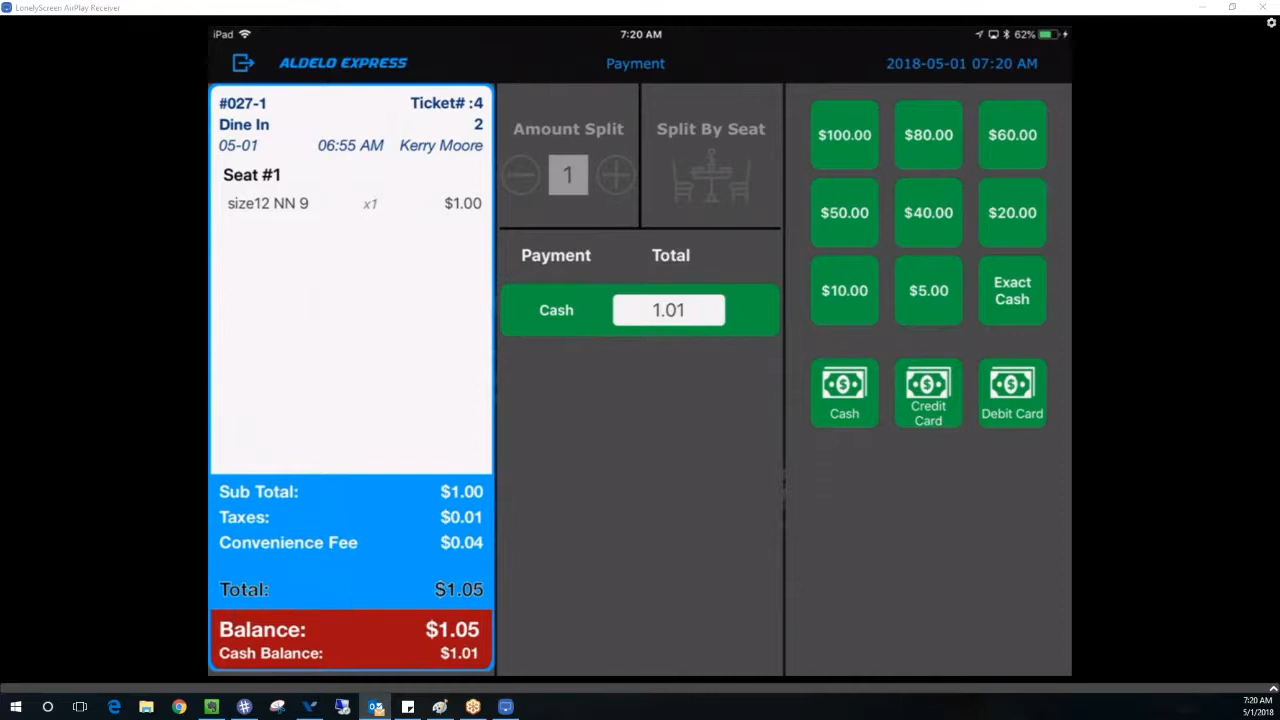 LonelyScreen AirPlay Receiver
iPad 7:20 AM 62%
ALDELO EXPRESS Payment 2018-05-01 07:20 AM
#027-1 Ticket# :4
Dine In 2
05-01 06:55 AM Kerry Moore
Seat #1
size12 NN 9 x1 $1.00
Sub Total: $1.00
Taxes: $0.01
Convenience Fee $0.04
Total: $1.05
Balance: $1.05
Cash Balance: $1.01
Amount Split Split By Seat
1
Payment Total
Cash 1.01
$100.00 $80.00 $60.00
$50.00 $40.00 $20.00
$10.00 $5.00 Exact
Cash
Cash Credit
Card Debit Card
7:20 AM
5/1/2018